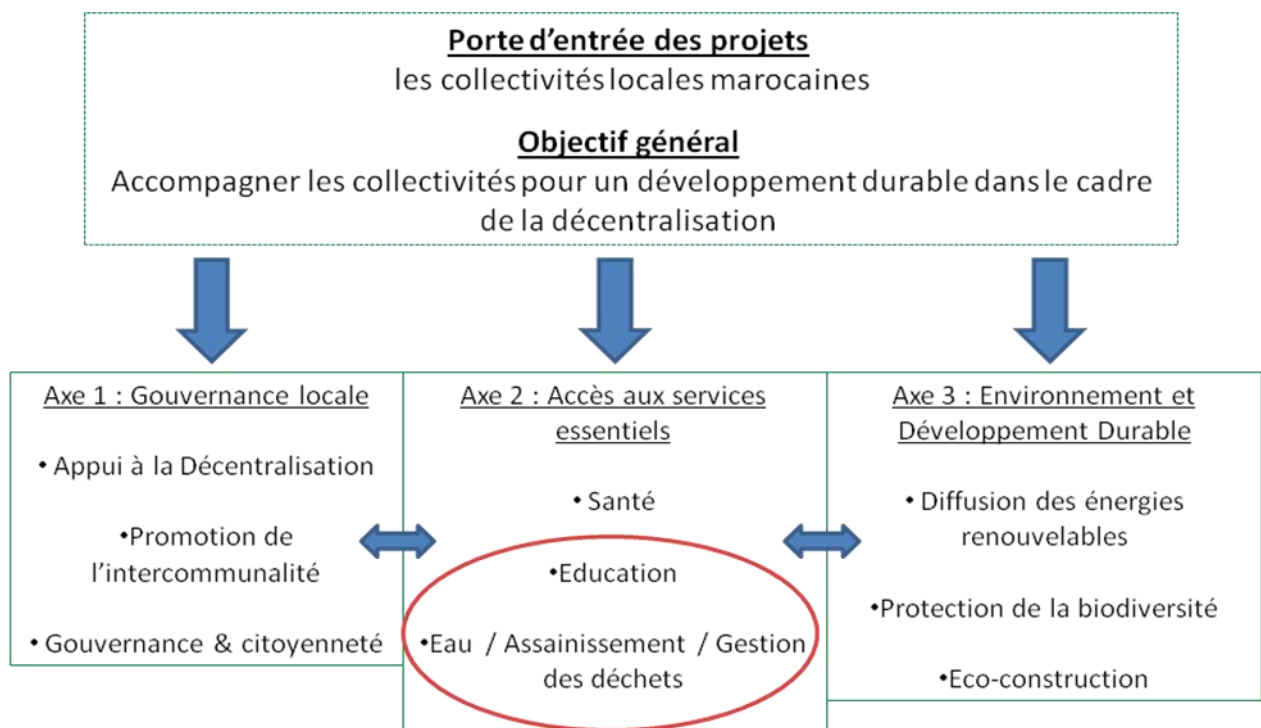 Porte d'entrée des projets
les collectivités locales marocaines
Objectif général
Accompagner les collectivités pour un développement durable dans le cadre
de la décentralisation
Axe 1 : Gouvernance locale
• Appui à la Décentralisation
•Promotion de
l'intercommunalité
• Gouvernance & citoyenneté
Axe 2 : Accès aux services
essentiels
• Santé
•Education
•Eau / Assainissement / Gestion
des déchets
Axe 3 : Environnement et
Développement Durable
• Diffusion des énergies
renouvelables
•Protection de la biodiversité
•Eco-construction